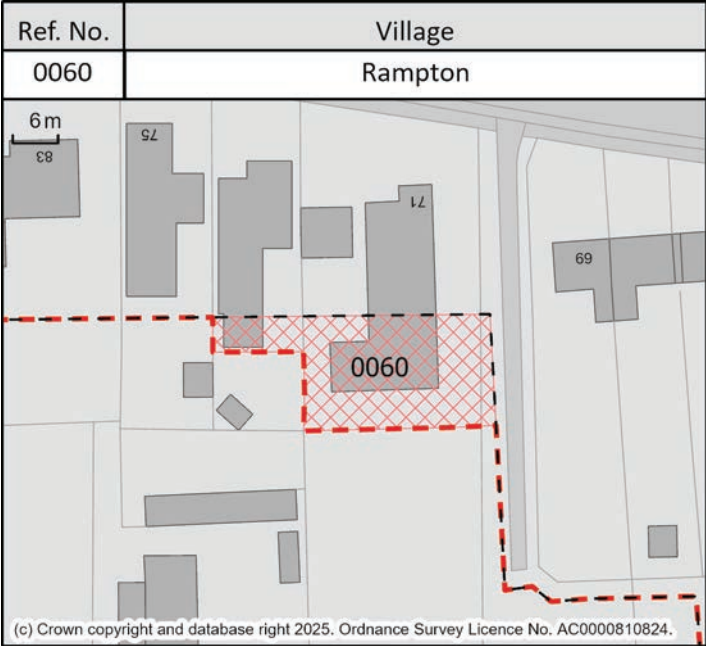 Ref. No. Village
0060 Rampton
6 m
83
75
71
69
0060
(c) Crown copyright and database right 2025. Ordnance Survey Licence No. AC0000810824.